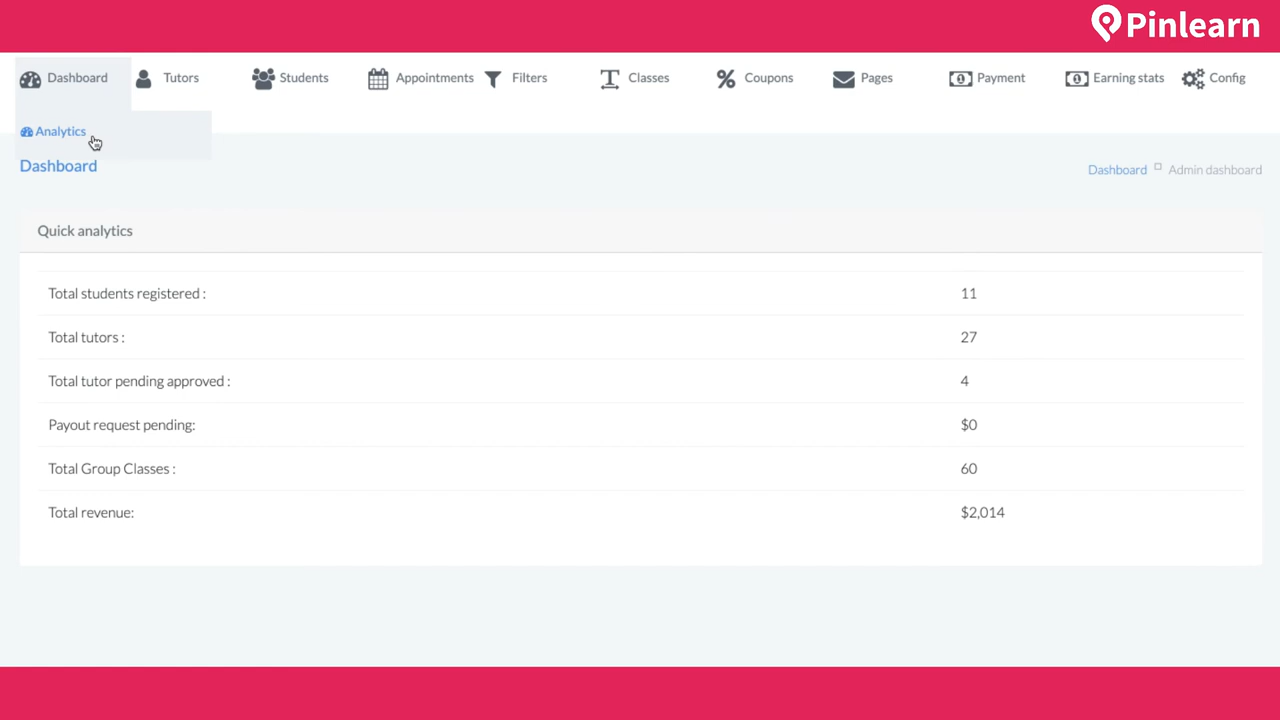 Pinlearn
Dashboard Tutors Students Appointments Filters Classes Coupons Pages Payment Earning stats Config
Analytics
Dashboard
Dashboard Admin dashboard
Quick analytics
Total students registered : 11
Total tutors : 27
Total tutor pending approved : 4
Payout request pending: $0
Total Group Classes : 60
Total revenue: $2,014